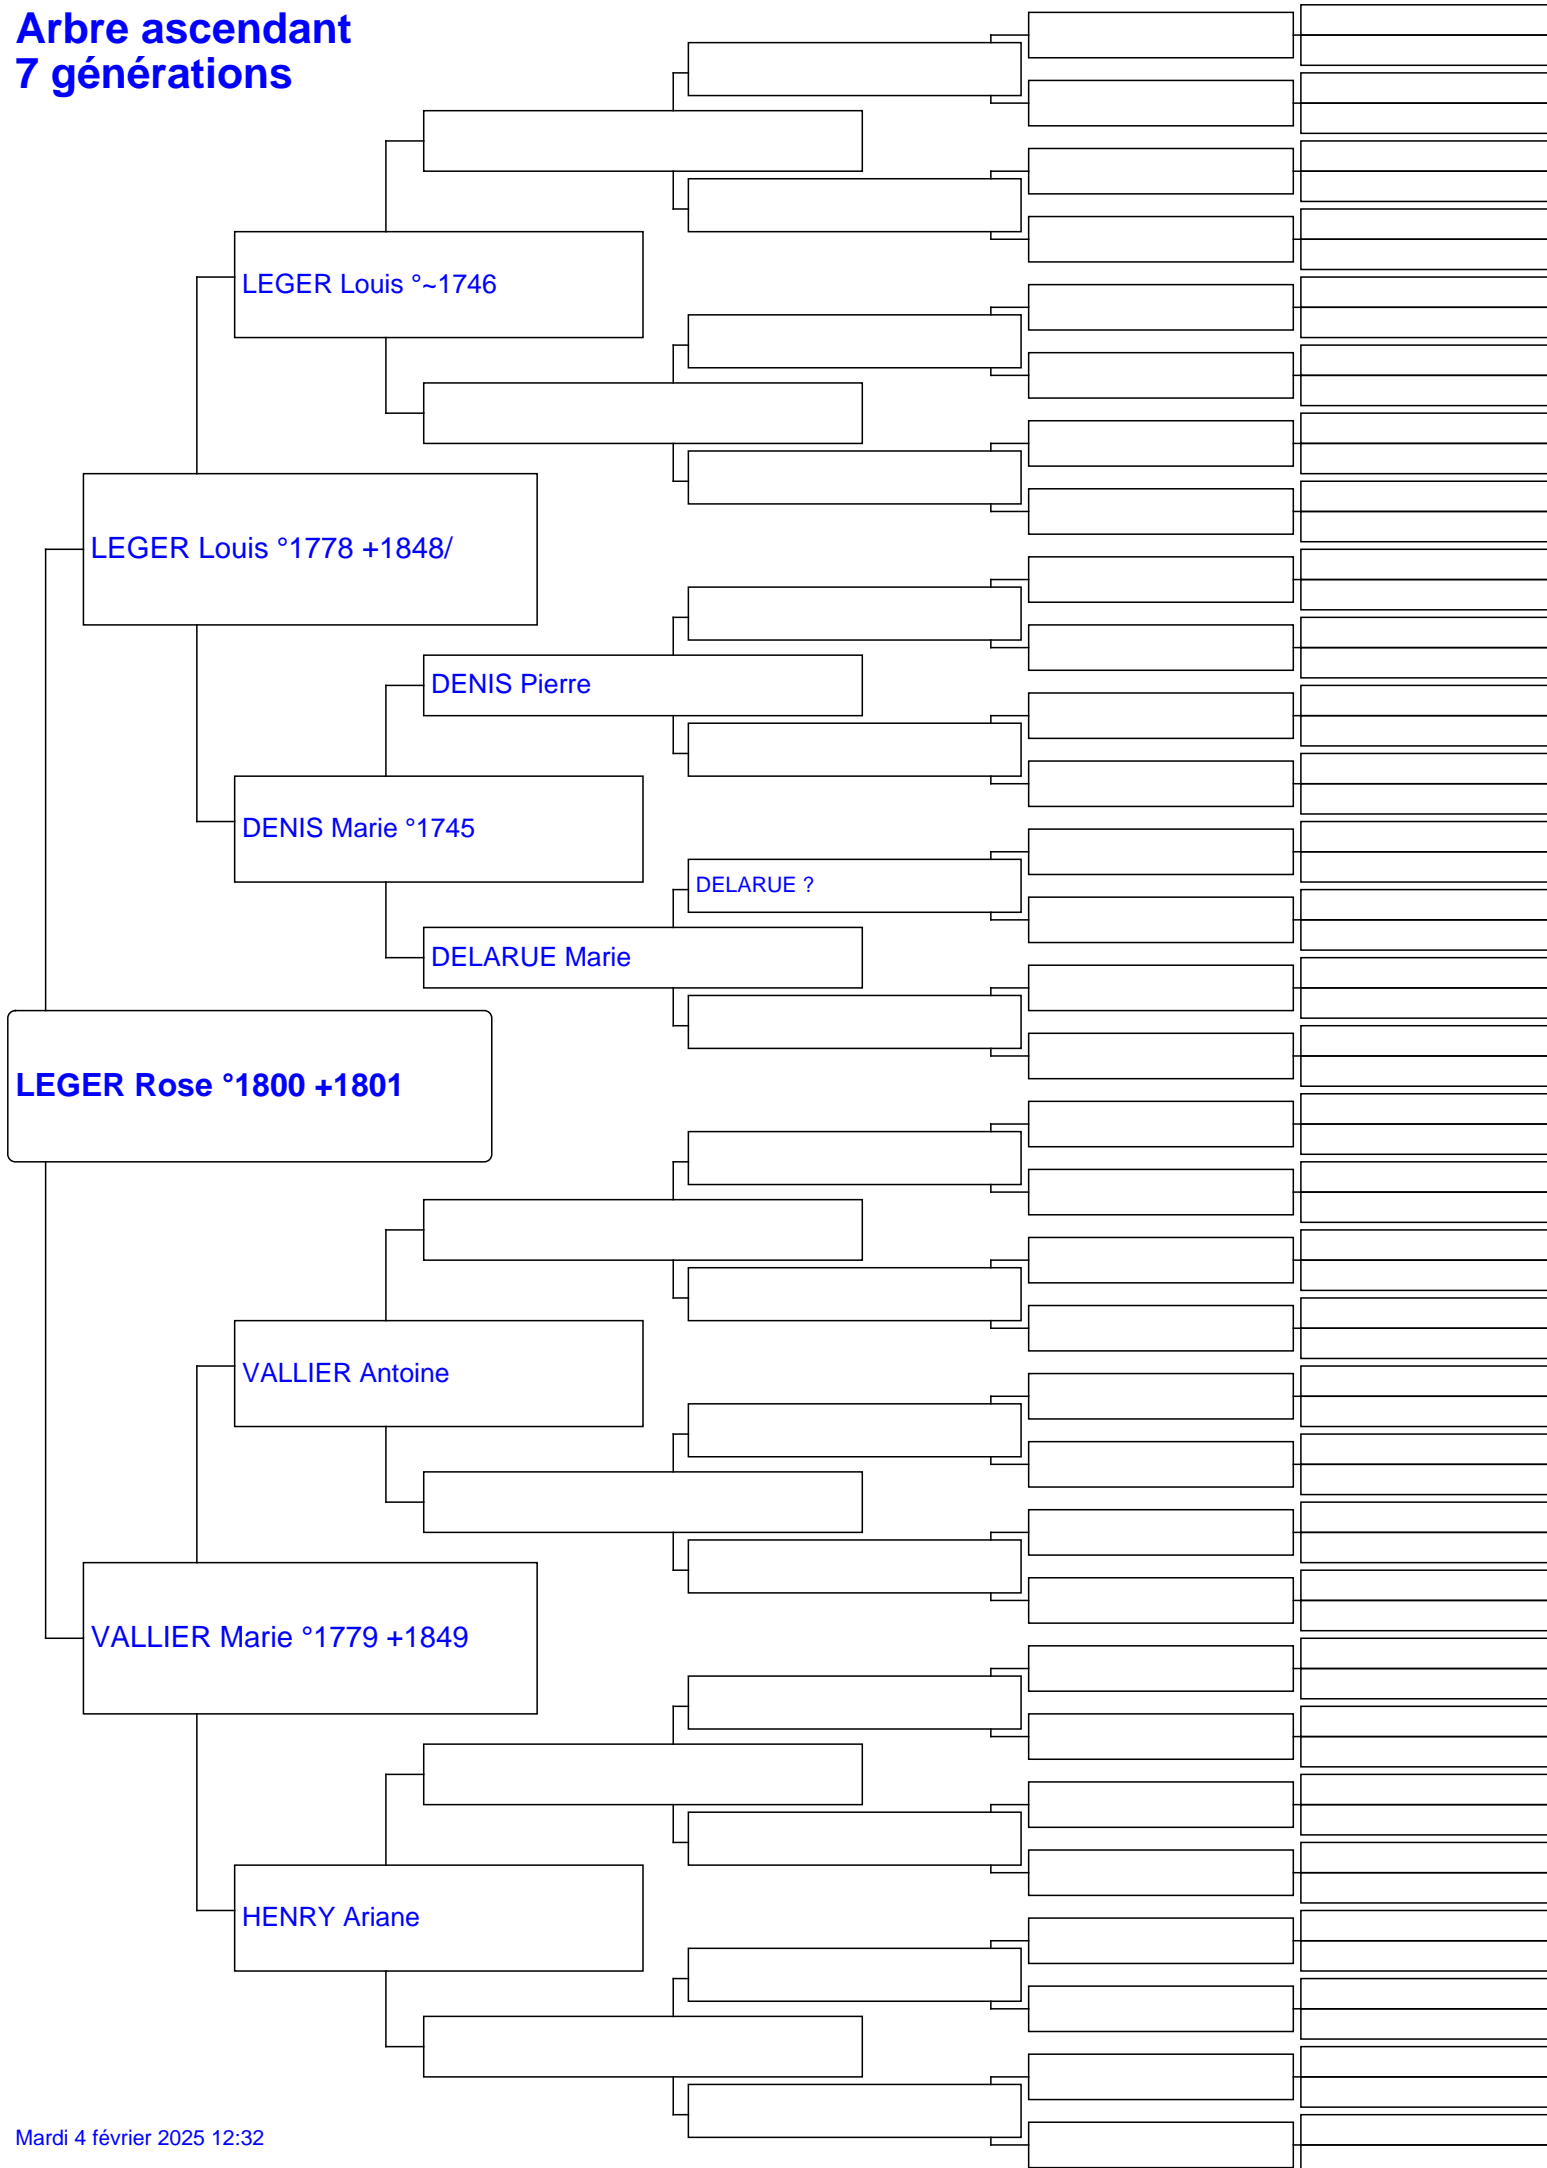 Arbre ascendant
7 générations
LEGER Louis °~1746
LEGER Louis °1778 +1848/
DENIS Pierre
DENIS Marie °1745
DELARUE ?
DELARUE Marie
LEGER Rose °1800 +1801
VALLIER Antoine
VALLIER Marie °1779 +1849
HENRY Ariane
Mardi 4 février 2025 12:32